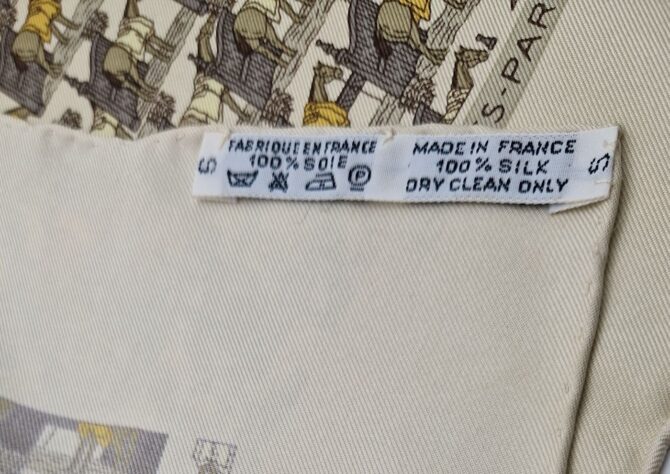 S-PAR
S
FABRIQUE EN FRANCE
100% SOIE
P
MADE IN FRANCE
100% SILK
DRY CLEAN ONLY
S